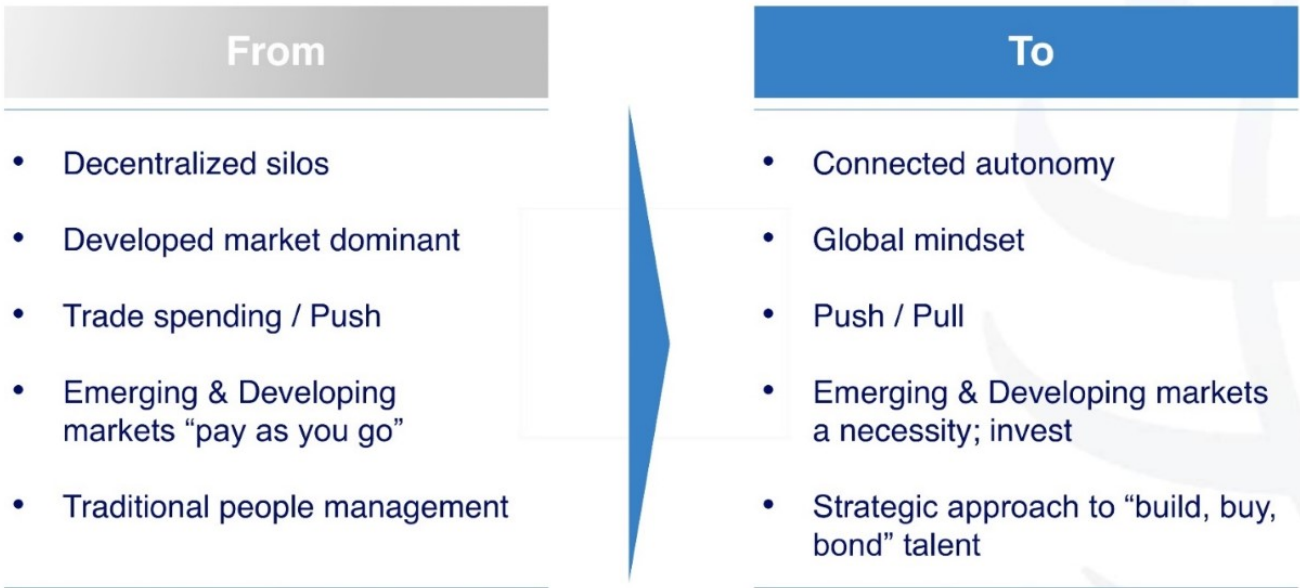 From
• Decentralized silos
• Developed market dominant
• Trade spending / Push
• Emerging & Developing
markets “pay as you go”
• Traditional people management
To
• Connected autonomy
• Global mindset
• Push / Pull
• Emerging & Developing markets
a necessity; invest
• Strategic approach to “build, buy,
bond” talent